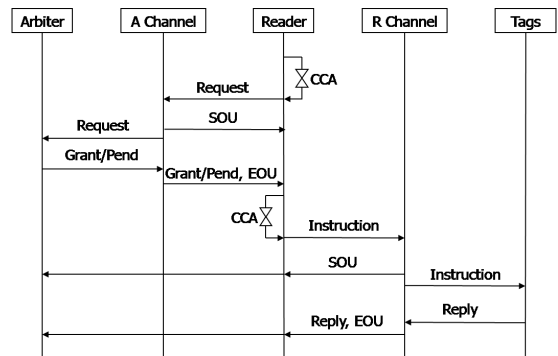 Arbiter
A Channel
Reader
R Channel
Tags
CCA
Request
SOU
Request
Grant/Pend
Grant/Pend, EOU
CCA
Instruction
SOU
Instruction
Reply
Reply, EOU